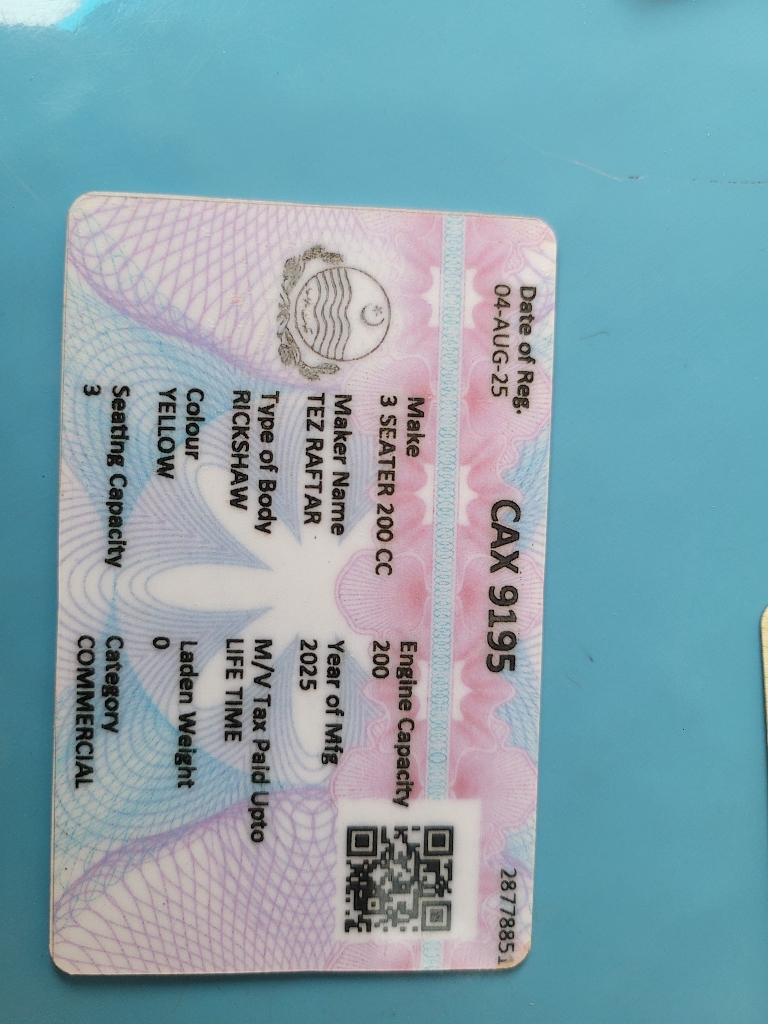 Date of Reg.
04-AUG-25
CAX 9195
28778851
Make
3 SEATER 200 CC
Engine Capacity
200
Maker Name
TEZ RAFTAR
Year of Mfg
2025
Type of Body
RICKSHAW
M/V Tax Paid Upto
LIFE TIME
Colour
YELLOW
Laden Weight
0
Seating Capacity
3
Category
COMMERCIAL